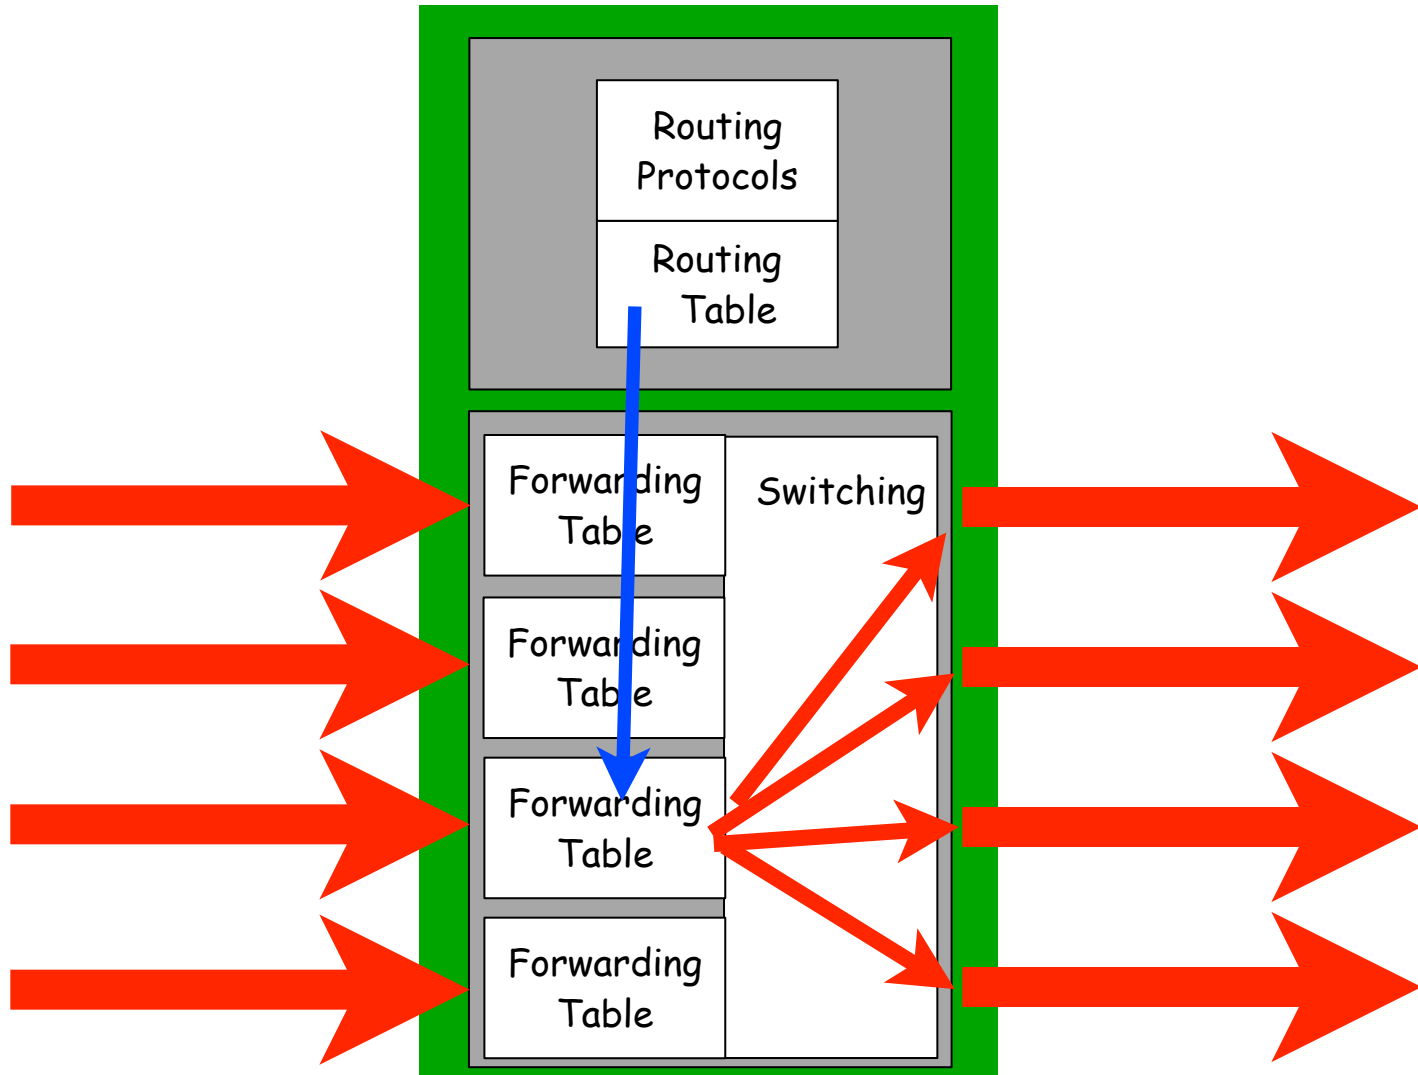 Routing
Protocols
Routing
Table
Forwarding
Table
Switching
Forwarding
Table
Forwarding
Table
Forwarding
Table